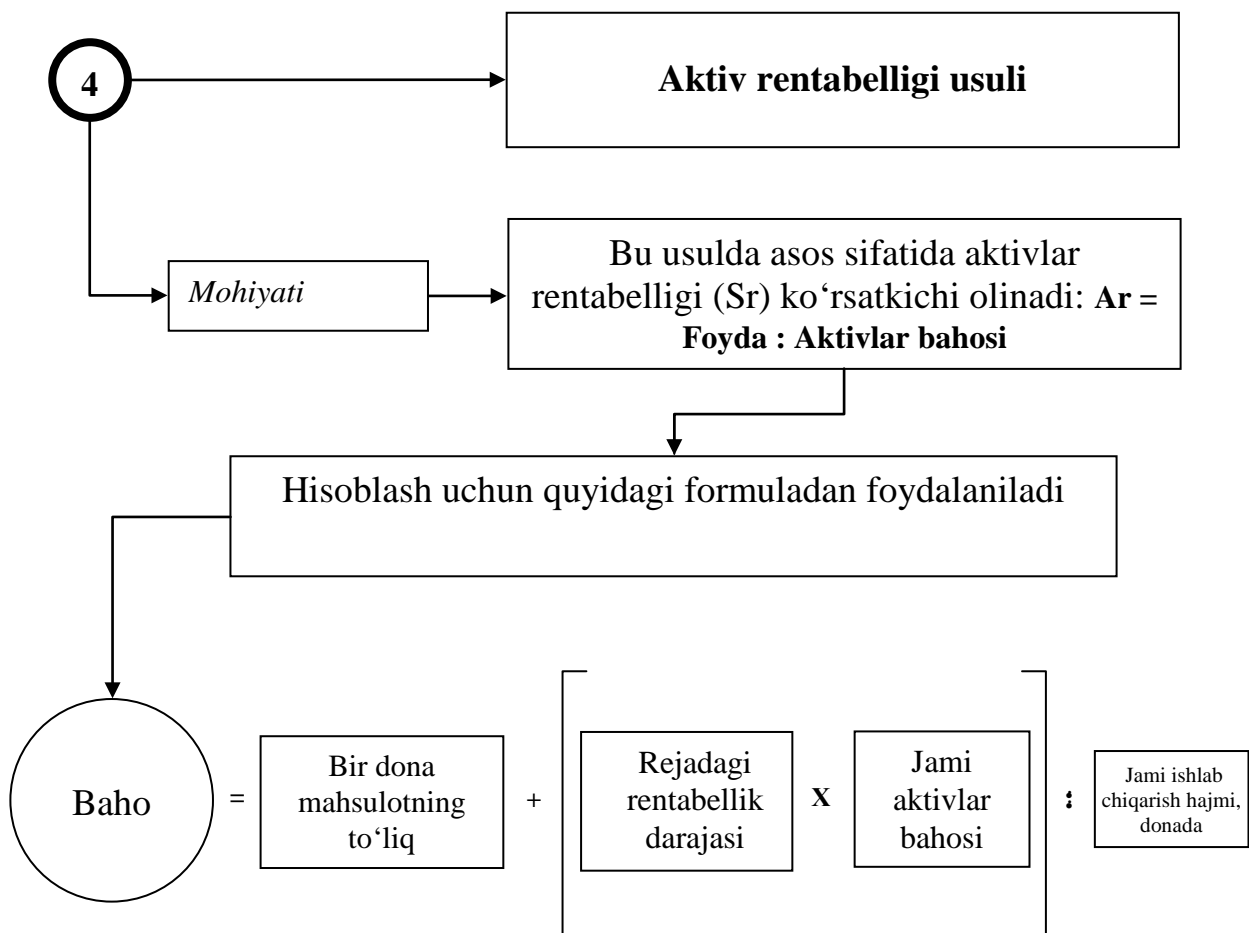 4
Aktiv rentabelligi usuli
Mohiyati
Bu usulda asos sifatida aktivlar
rentabelligi (Sr) ko‘rsatkichi olinadi: Ar =
Foyda : Aktivlar bahosi
Hisoblash uchun quyidagi formuladan foydalaniladi
Baho
=
Bir dona
mahsulotning
to‘liq
+
Rejadagi
rentabellik
darajasi
X
Jami
aktivlar
bahosi
:
Jami ishlab
chiqarish hajmi,
donada